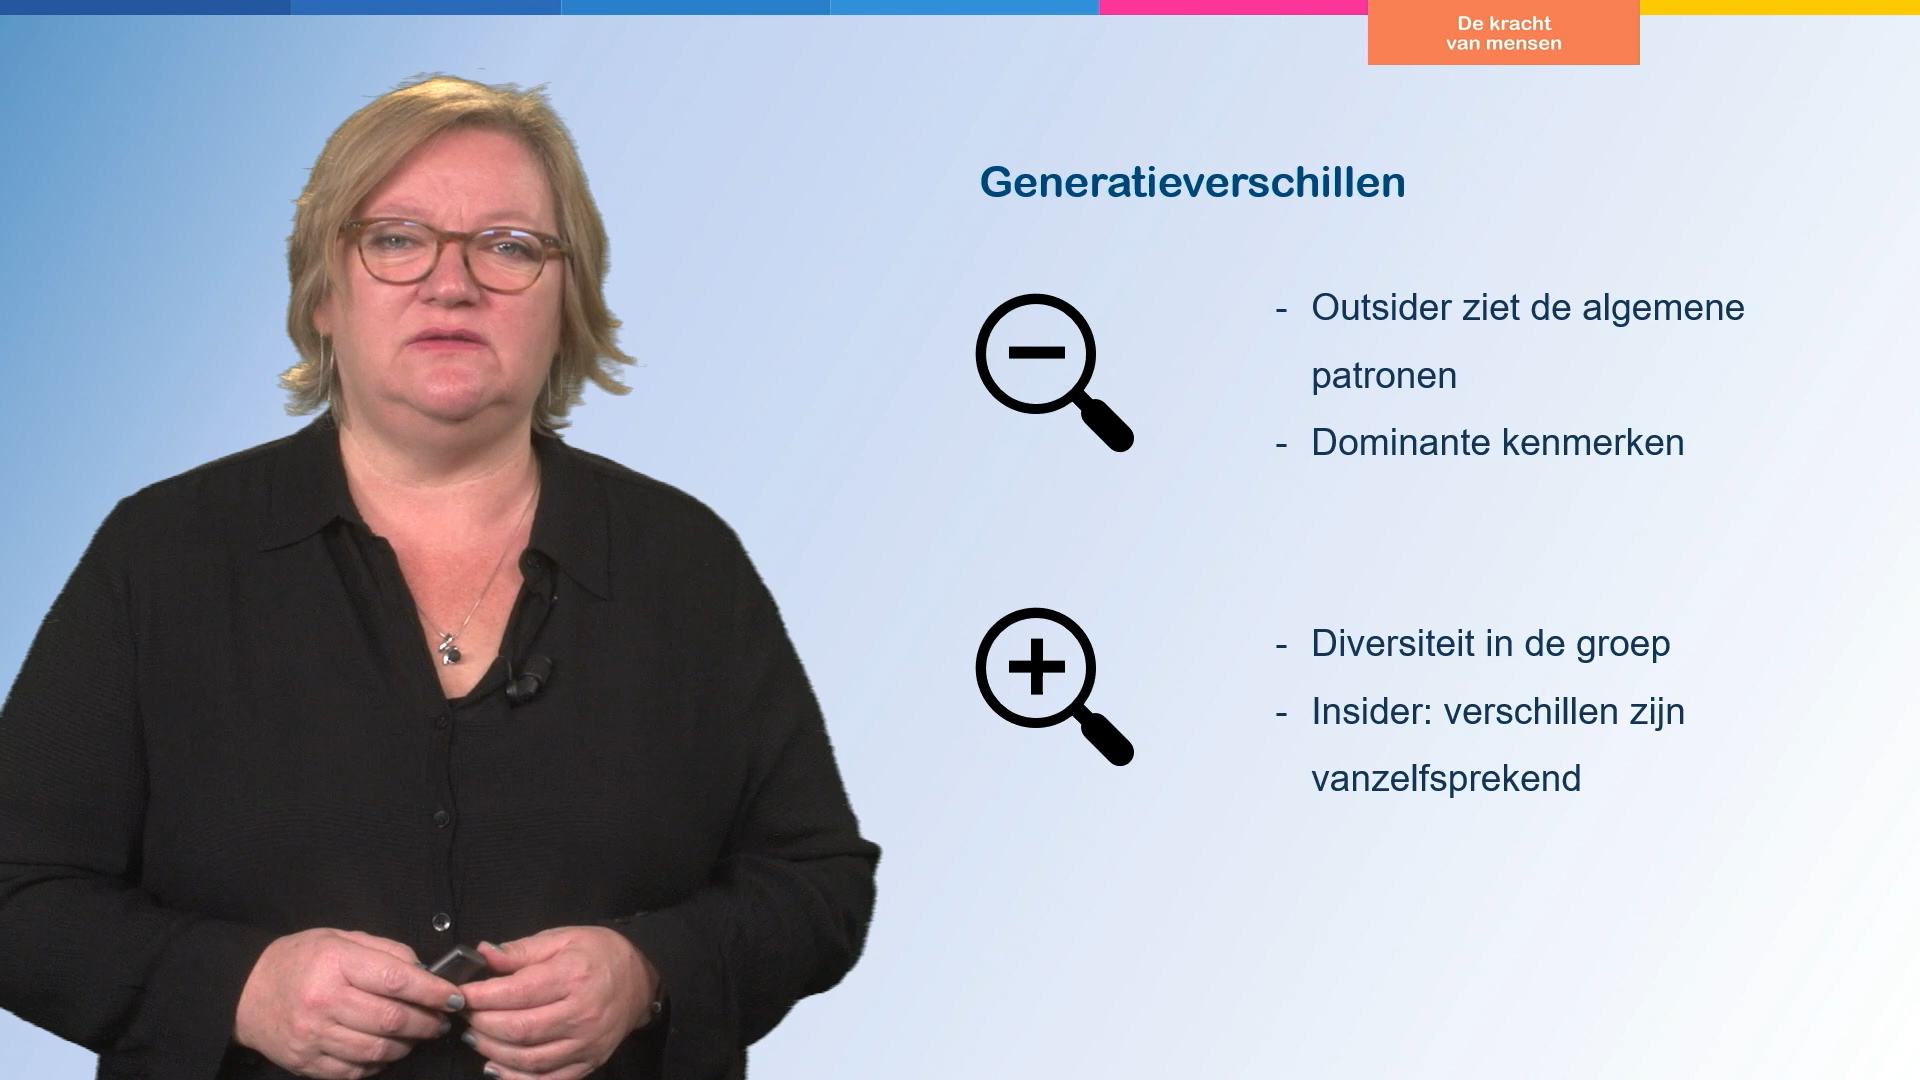 De kracht
van mensen
Generatieverschillen
- Outsider ziet de algemene
patronen
- Dominante kenmerken
- Diversiteit in de groep
- Insider: verschillen zijn
vanzelfsprekend